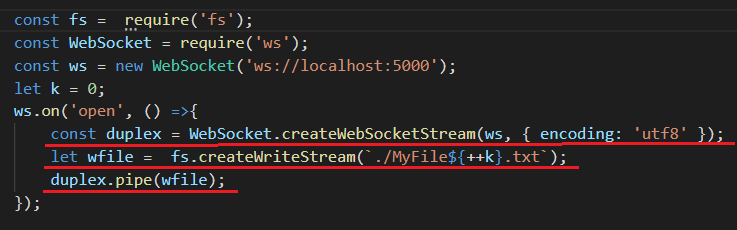 const fs =  require('fs');
const WebSocket = require('ws');
const ws = new WebSocket('ws://localhost:5000');
let k = 0;
ws.on('open', () =>{
    const duplex = WebSocket.createWebSocketStream(ws, { encoding: 'utf8' });
    let wfile =  fs.createWriteStream(`./MyFile${++k}.txt`);
    duplex.pipe(wfile);
});